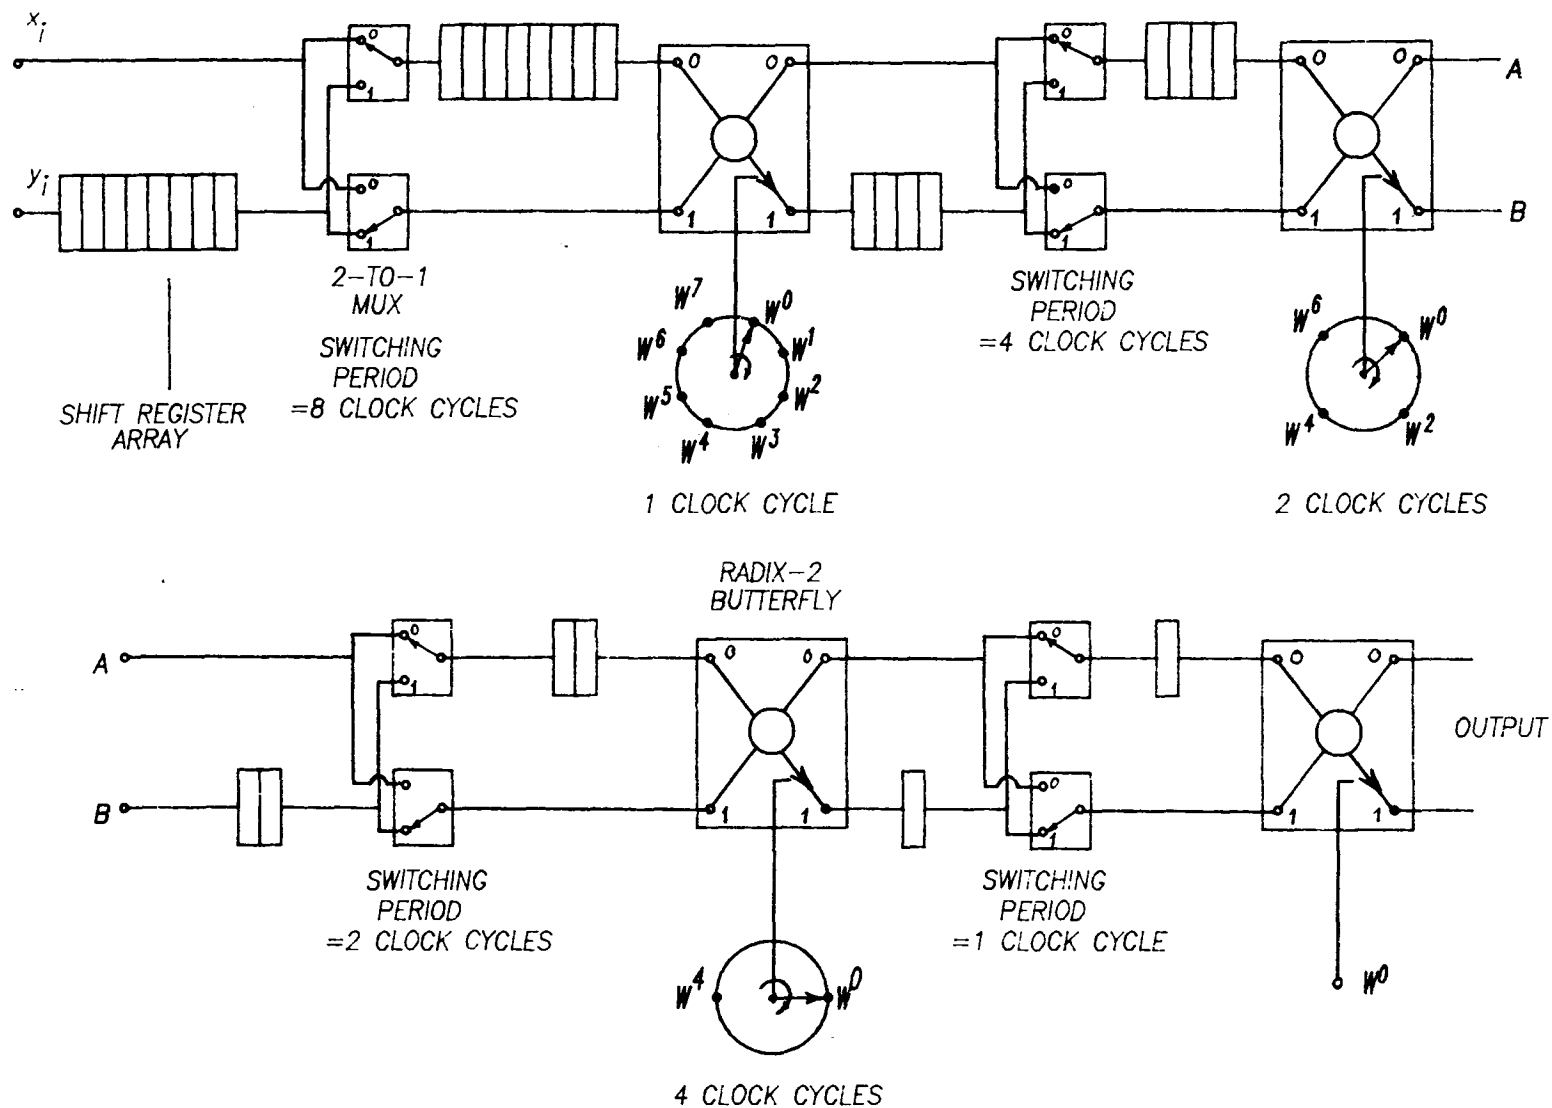 x_i
0
1
0
0
0
1
0
0
A
y_i
0
1
1
1
0
1
1
1
B
2-TO-1
MUX
SWITCHING
PERIOD
=8 CLOCK CYCLES
SHIFT REGISTER
ARRAY
W^7
W^0
W^6
W^1
W^5
W^2
W^4
W^3
1 CLOCK CYCLE
SWITCHING
PERIOD
=4 CLOCK CYCLES
W^6
W^0
W^4
W^2
2 CLOCK CYCLES
RADIX-2
BUTTERFLY
A
0
1
0
0
0
1
0
0
OUTPUT
B
1
1
1
0
1
1
1
SWITCHING
PERIOD
=2 CLOCK CYCLES
SWITCHING
PERIOD
=1 CLOCK CYCLE
W^4
W^0
W^0
4 CLOCK CYCLES